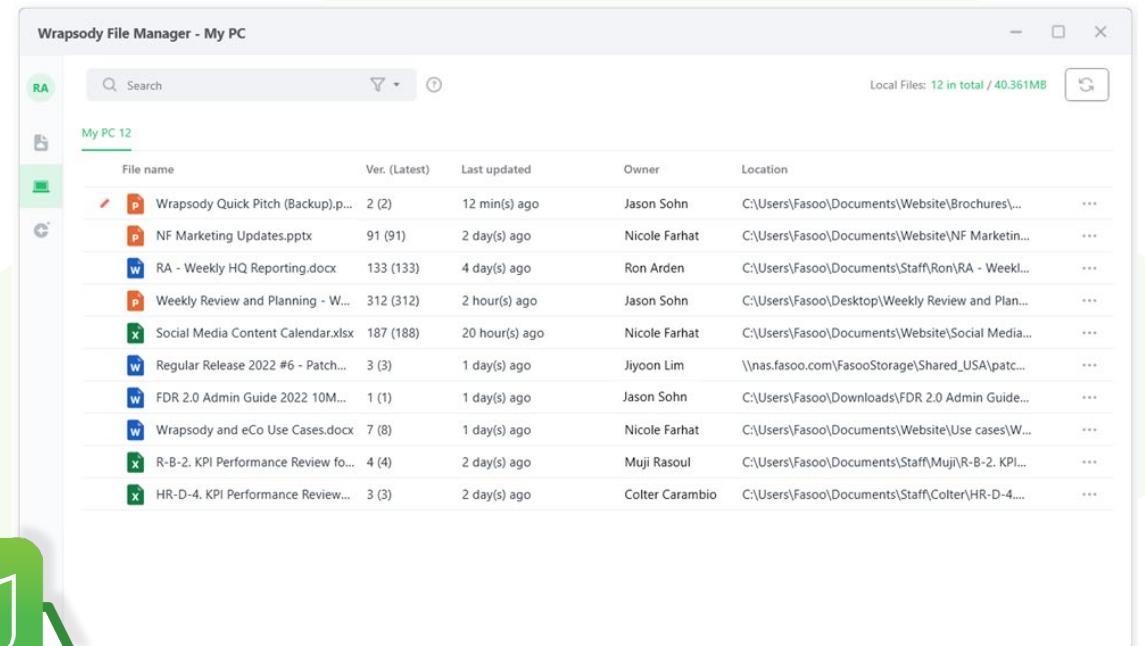 Wrapsody File Manager - My PC
RA Search Local Files: 12 in total / 40.361MB
My PC 12
File name Ver. (Latest) Last updated Owner Location
Wrapsody Quick Pitch (Backup).p... 2 (2) 12 min(s) ago Jason Sohn C:\Users\Fasoo\Documents\Website\Brochures\...
NF Marketing Updates.pptx 91 (91) 2 day(s) ago Nicole Farhat C:\Users\Fasoo\Documents\Website\NF Marketin...
RA - Weekly HQ Reporting.docx 133 (133) 4 day(s) ago Ron Arden C:\Users\Fasoo\Documents\Staff\Ron\RA - Weekl...
Weekly Review and Planning - W... 312 (312) 2 hour(s) ago Jason Sohn C:\Users\Fasoo\Desktop\Weekly Review and Plan...
Social Media Content Calendar.xlsx 187 (188) 20 hour(s) ago Nicole Farhat C:\Users\Fasoo\Documents\Website\Social Media...
Regular Release 2022 #6 - Patch... 3 (3) 1 day(s) ago Jiyoon Lim \\nas.fasoo.com\FasooStorage\Shared_USA\patc...
FDR 2.0 Admin Guide 2022 10M... 1 (1) 1 day(s) ago Jason Sohn C:\Users\Fasoo\Downloads\FDR 2.0 Admin Guide...
Wrapsody and eCo Use Cases.docx 7 (8) 1 day(s) ago Nicole Farhat C:\Users\Fasoo\Documents\Website\Use cases\W...
R-B-2. KPI Performance Review fo... 4 (4) 2 day(s) ago Muji Rasoul C:\Users\Fasoo\Documents\Staff\Muji\R-B-2. KPI...
HR-D-4. KPI Performance Review... 3 (3) 2 day(s) ago Colter Carambio C:\Users\Fasoo\Documents\Staff\Colter\HR-D-4....